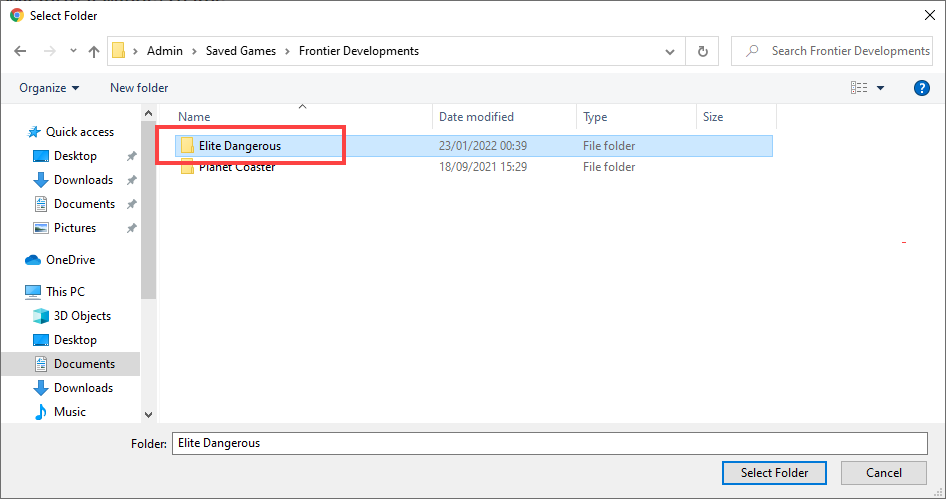 Select Folder
Admin > Saved Games > Frontier Developments
Search Frontier Developments
Organize
New folder
?
Name
Date modified
Type
Size
Elite Dangerous
23/01/2022 00:39
File folder
Planet Coaster
18/09/2021 15:29
File folder
Quick access
Desktop
Downloads
Documents
Pictures
OneDrive
This PC
3D Objects
Desktop
Documents
Downloads
Music
Folder: Elite Dangerous
Select Folder
Cancel